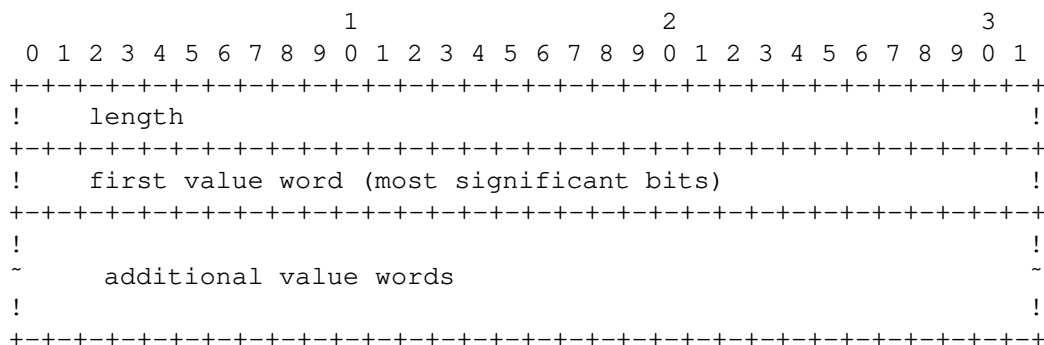 1                   2                   3
 0 1 2 3 4 5 6 7 8 9 0 1 2 3 4 5 6 7 8 9 0 1 2 3 4 5 6 7 8 9 0 1
+-+-+-+-+-+-+-+-+-+-+-+-+-+-+-+-+-+-+-+-+-+-+-+-+-+-+-+-+-+-+-+-+
!    length                                                     !
+-+-+-+-+-+-+-+-+-+-+-+-+-+-+-+-+-+-+-+-+-+-+-+-+-+-+-+-+-+-+-+-+
!    first value word (most significant bits)                   !
+-+-+-+-+-+-+-+-+-+-+-+-+-+-+-+-+-+-+-+-+-+-+-+-+-+-+-+-+-+-+-+-+
!                                                               !
~     additional value words                                    ~
!                                                               !
+-+-+-+-+-+-+-+-+-+-+-+-+-+-+-+-+-+-+-+-+-+-+-+-+-+-+-+-+-+-+-+-+